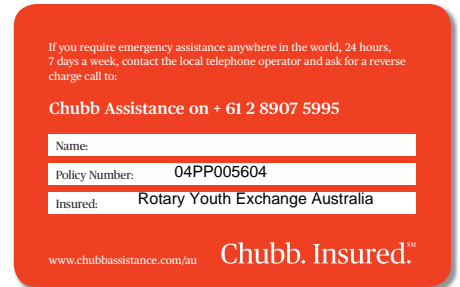 If you require emergency assistance anywhere in the world, 24 hours,
7 days a week, contact the local telephone operator and ask for a reverse
charge call to:
Chubb Assistance on + 61 2 8907 5995
Name:
Policy Number: 04PP005604
Insured: Rotary Youth Exchange Australia
www.chubbassistance.com/au Chubb. Insured.℠